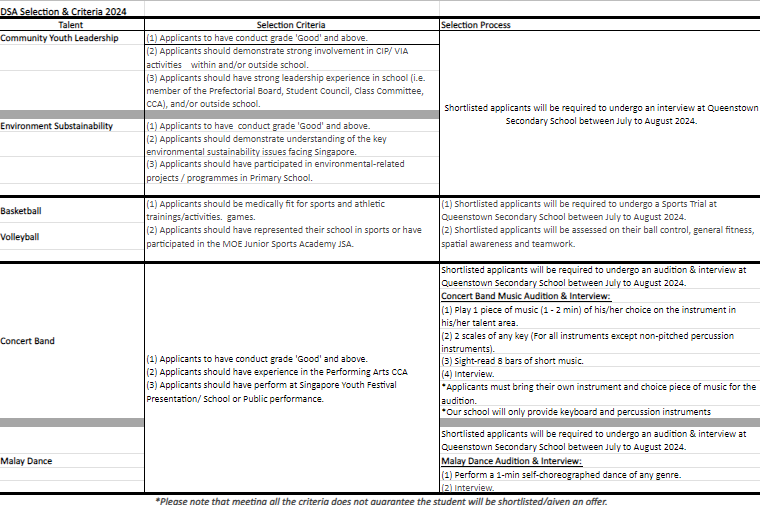 DSA Selection & Criteria 2024
Talent
Selection Criteria
Selection Process
Community Youth Leadership
(1) Applicants to have conduct grade 'Good' and above.
(2) Applicants should demonstrate strong involvement in CIP/ VIA
activities within and/or outside school.
(3) Applicants should have strong leadership experience in school (i.e.
member of the Prefectorial Board, Student Council, Class Committee,
CCA), and/or outside school.
Shortlisted applicants will be required to undergo an interview at Queenstown
Secondary School between July to August 2024.
Environment Substainability
(1) Applicants to have conduct grade 'Good' and above.
(2) Applicants should demonstrate understanding of the key
environmental sustainability issues facing Singapore.
(3) Applicants should have participated in environmental-related
projects / programmes in Primary School.
Basketball
Volleyball
(1) Applicants should be medically fit for sports and athletic
trainings/activities. games.
(2) Applicants should have represented their school in sports or have
participated in the MOE Junior Sports Academy JSA.
(1) Shortlisted applicants will be required to undergo a Sports Trial at
Queenstown Secondary School between July to August 2024.
(2) Shortlisted applicants will be assessed on their ball control, general fitness,
spatial awareness and teamwork.
Concert Band
(1) Applicants to have conduct grade 'Good' and above.
(2) Applicants should have experience in the Performing Arts CCA
(3) Applicants should have perform at Singapore Youth Festival
Presentation/ School or Public performance.
Shortlisted applicants will be required to undergo an audition & interview at
Queenstown Secondary School between July to August 2024.
Concert Band Music Audition & Interview:
(1) Play 1 piece of music (1 - 2 min) of his/her choice on the instrument in
his/her talent area.
(2) 2 scales of any key (For all instruments except non-pitched percussion
instruments).
(3) Sight-read 8 bars of short music.
(4) Interview.
*Applicants must bring their own instrument and choice piece of music for the
audition.
*Our school will only provide keyboard and percussion instruments
Malay Dance
Shortlisted applicants will be required to undergo an audition & interview at
Queenstown Secondary School between July to August 2024.
Malay Dance Audition & Interview:
(1) Perform a 1-min self-choreographed dance of any genre.
(2) Interview.
*Please note that meeting all the criteria does not guarantee the student will be shortlisted/given an offer.